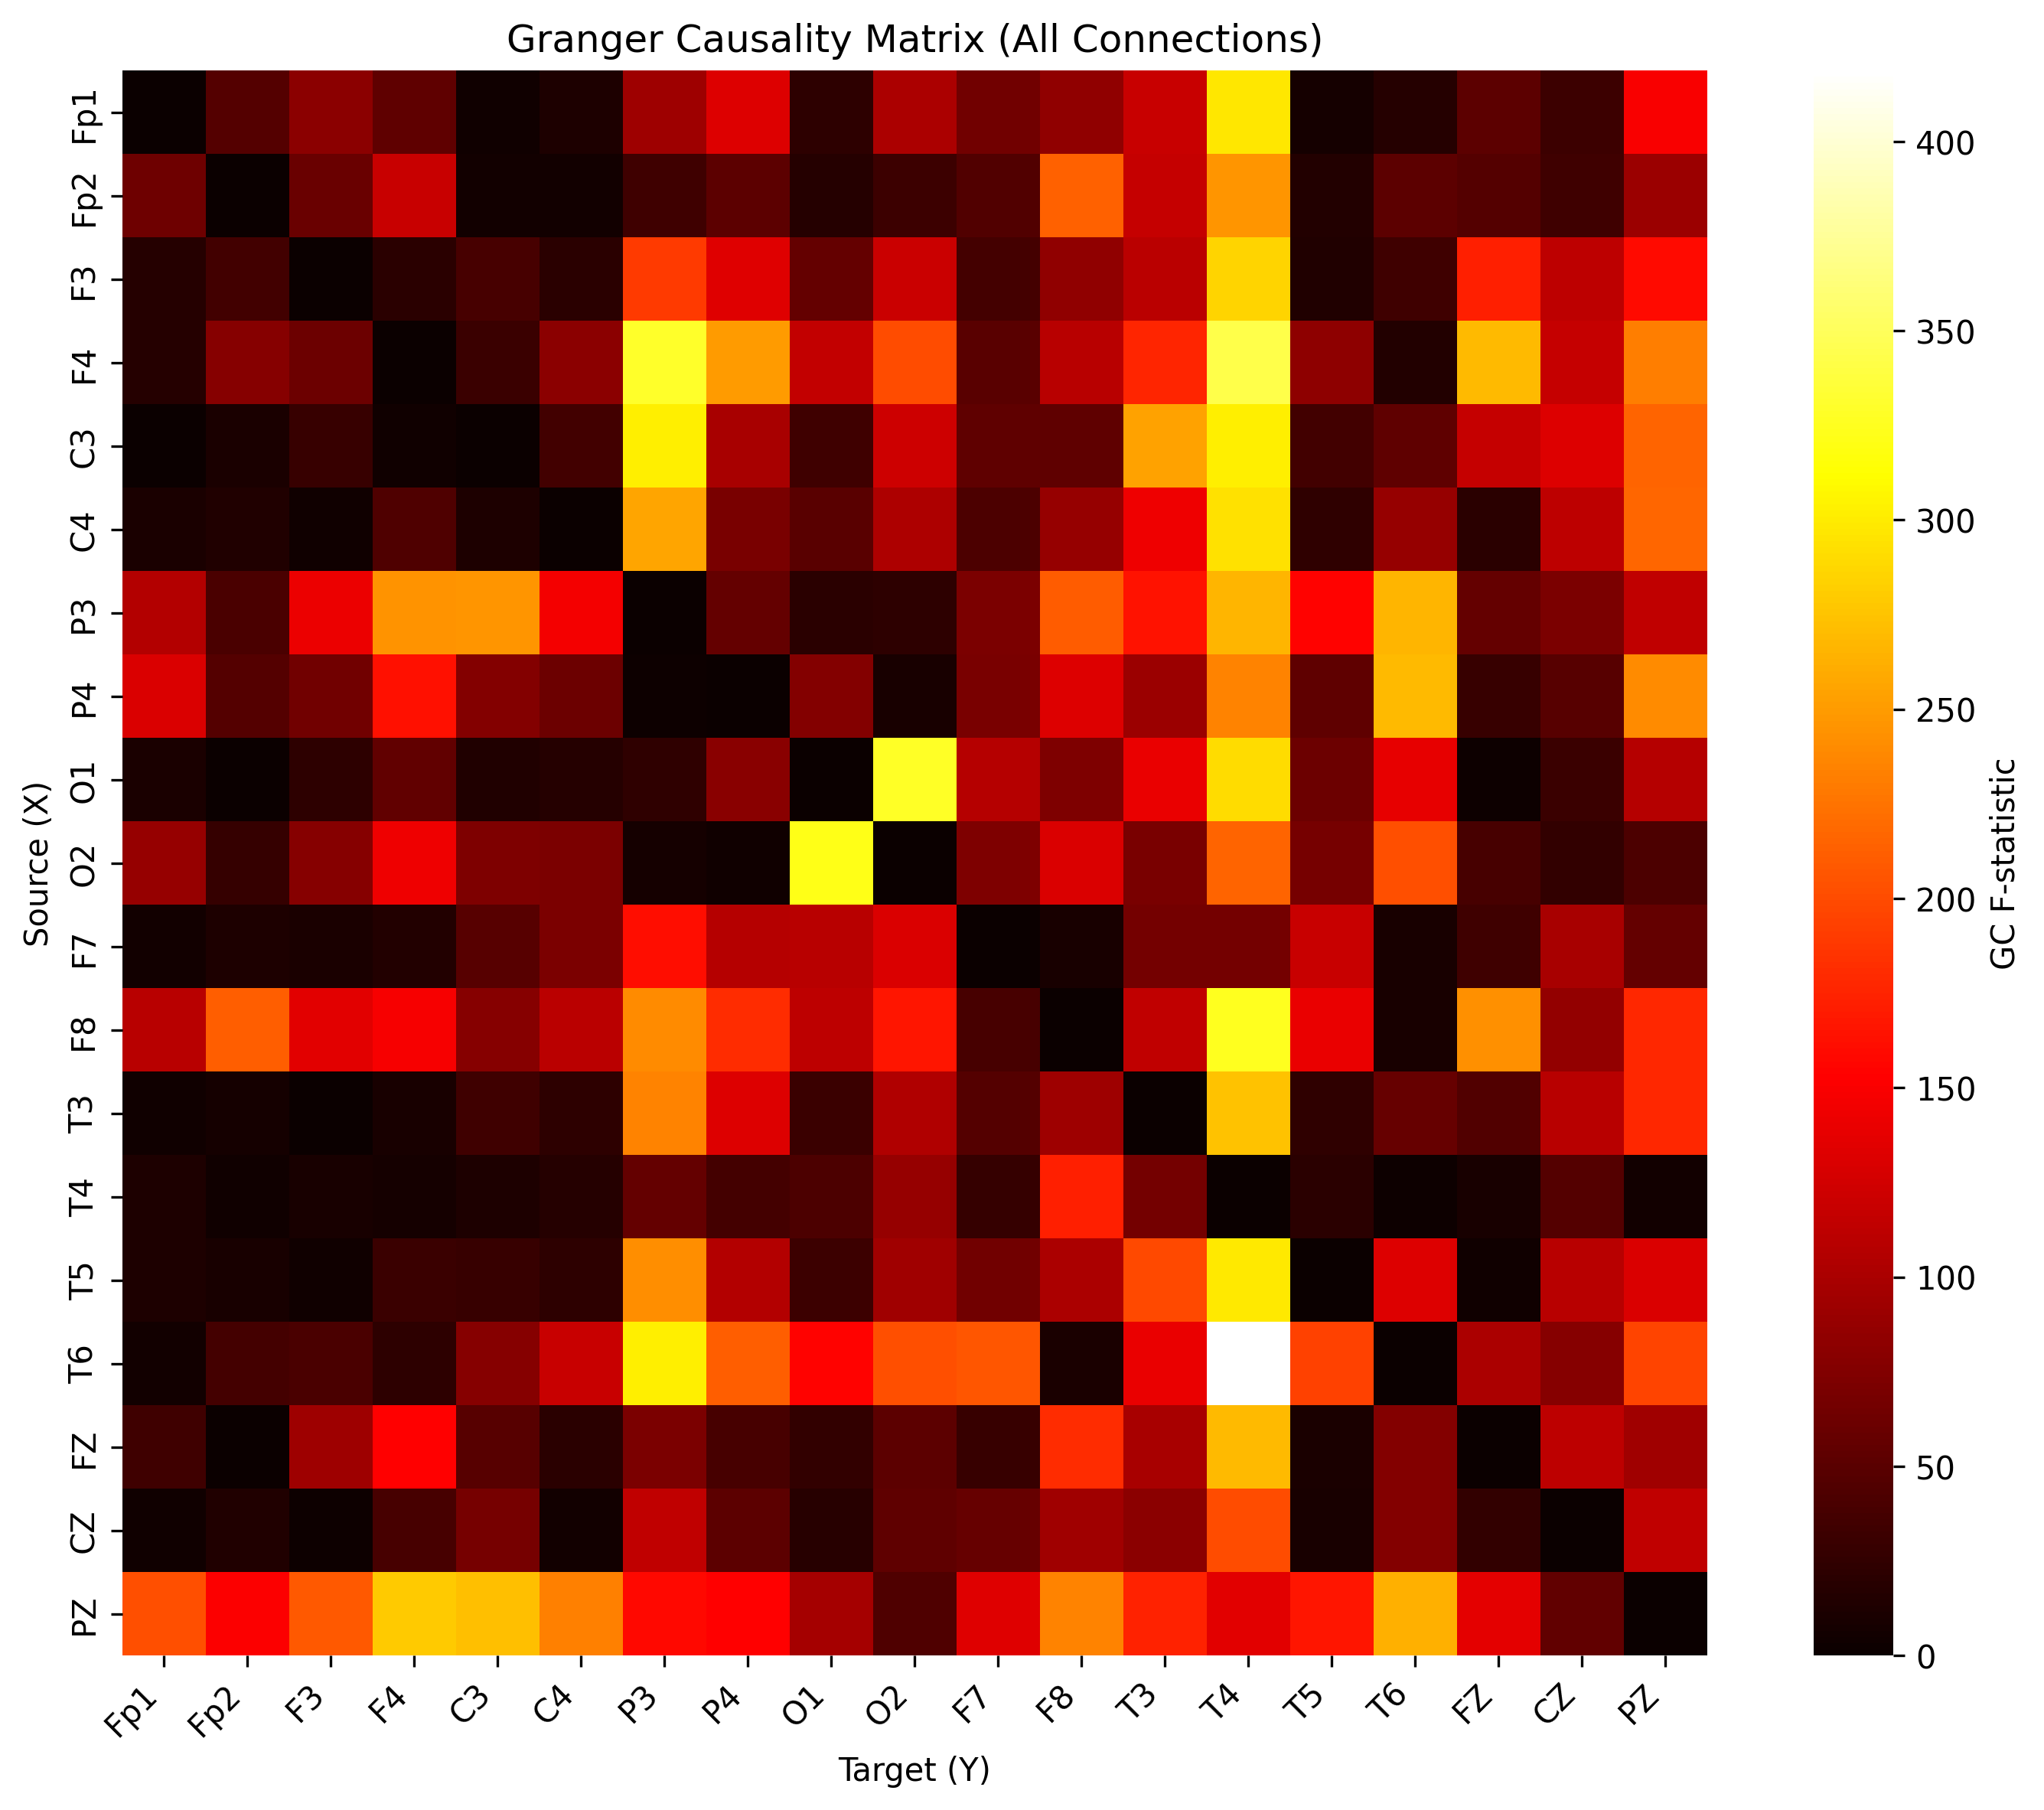 Granger Causality Matrix (All Connections)
Source (X)
Fp1
Fp2
F3
F4
C3
C4
P3
P4
O1
O2
F7
F8
T3
T4
T5
T6
FZ
CZ
PZ
Fp1 Fp2 F3 F4 C3 C4 P3 P4 O1 O2 F7 F8 T3 T4 T5 T6 FZ CZ PZ
Target (Y)
400
350
300
250
200
150
100
50
0
GC F-statistic